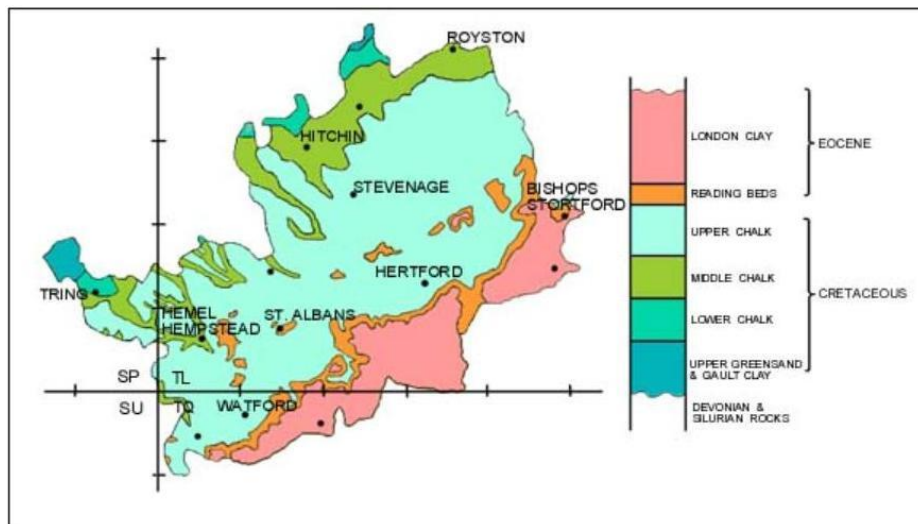 ROYSTON
HITCHIN
STEVENAGE
BISHOPS
STORTFORD
HERTFORD
TRING
HEMEL
HEMPSTEAD
ST. ALBANS
SP TL
SU TQ
WATFORD
LONDON CLAY
EOCENE
READING BEDS
UPPER CHALK
MIDDLE CHALK
CRETACEOUS
LOWER CHALK
UPPER GREENSAND
& GAULT CLAY
DEVONIAN &
SILURIAN ROCKS